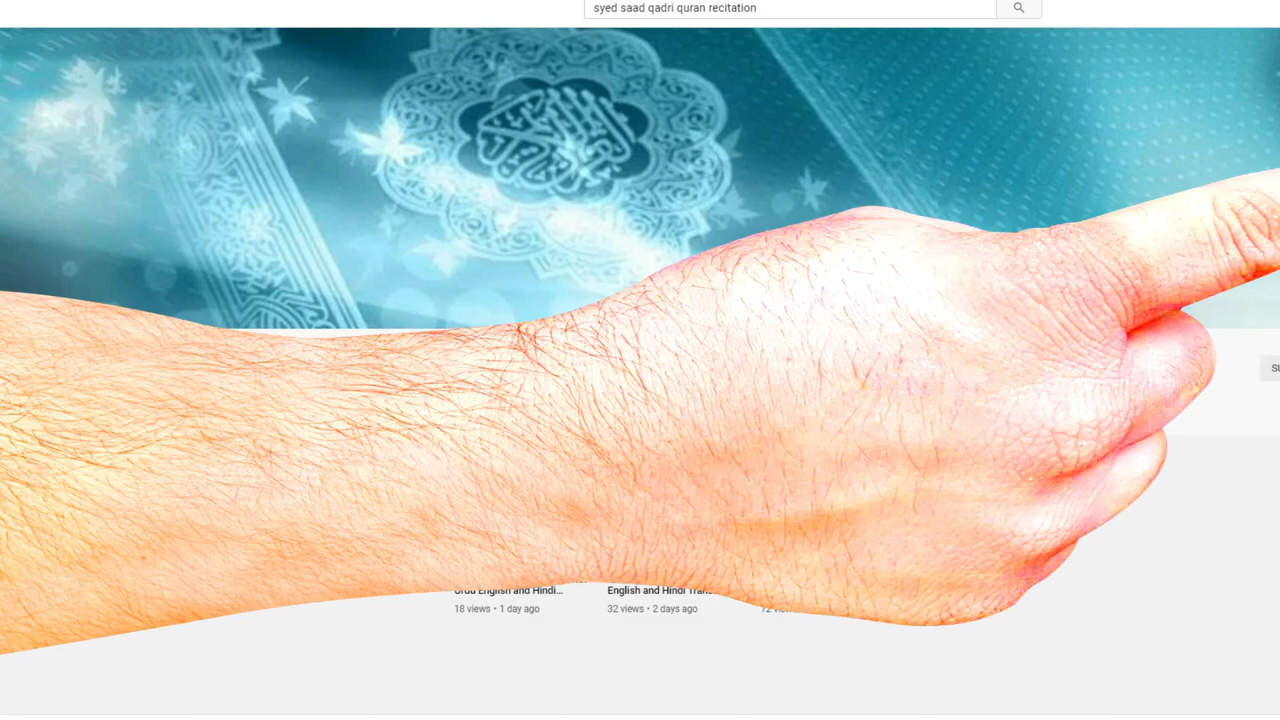 syed saad qadri quran recitation
SU
Urdu English and Hindi...
English and Hindi
18 views • 1 day ago
32 views • 2 days ago